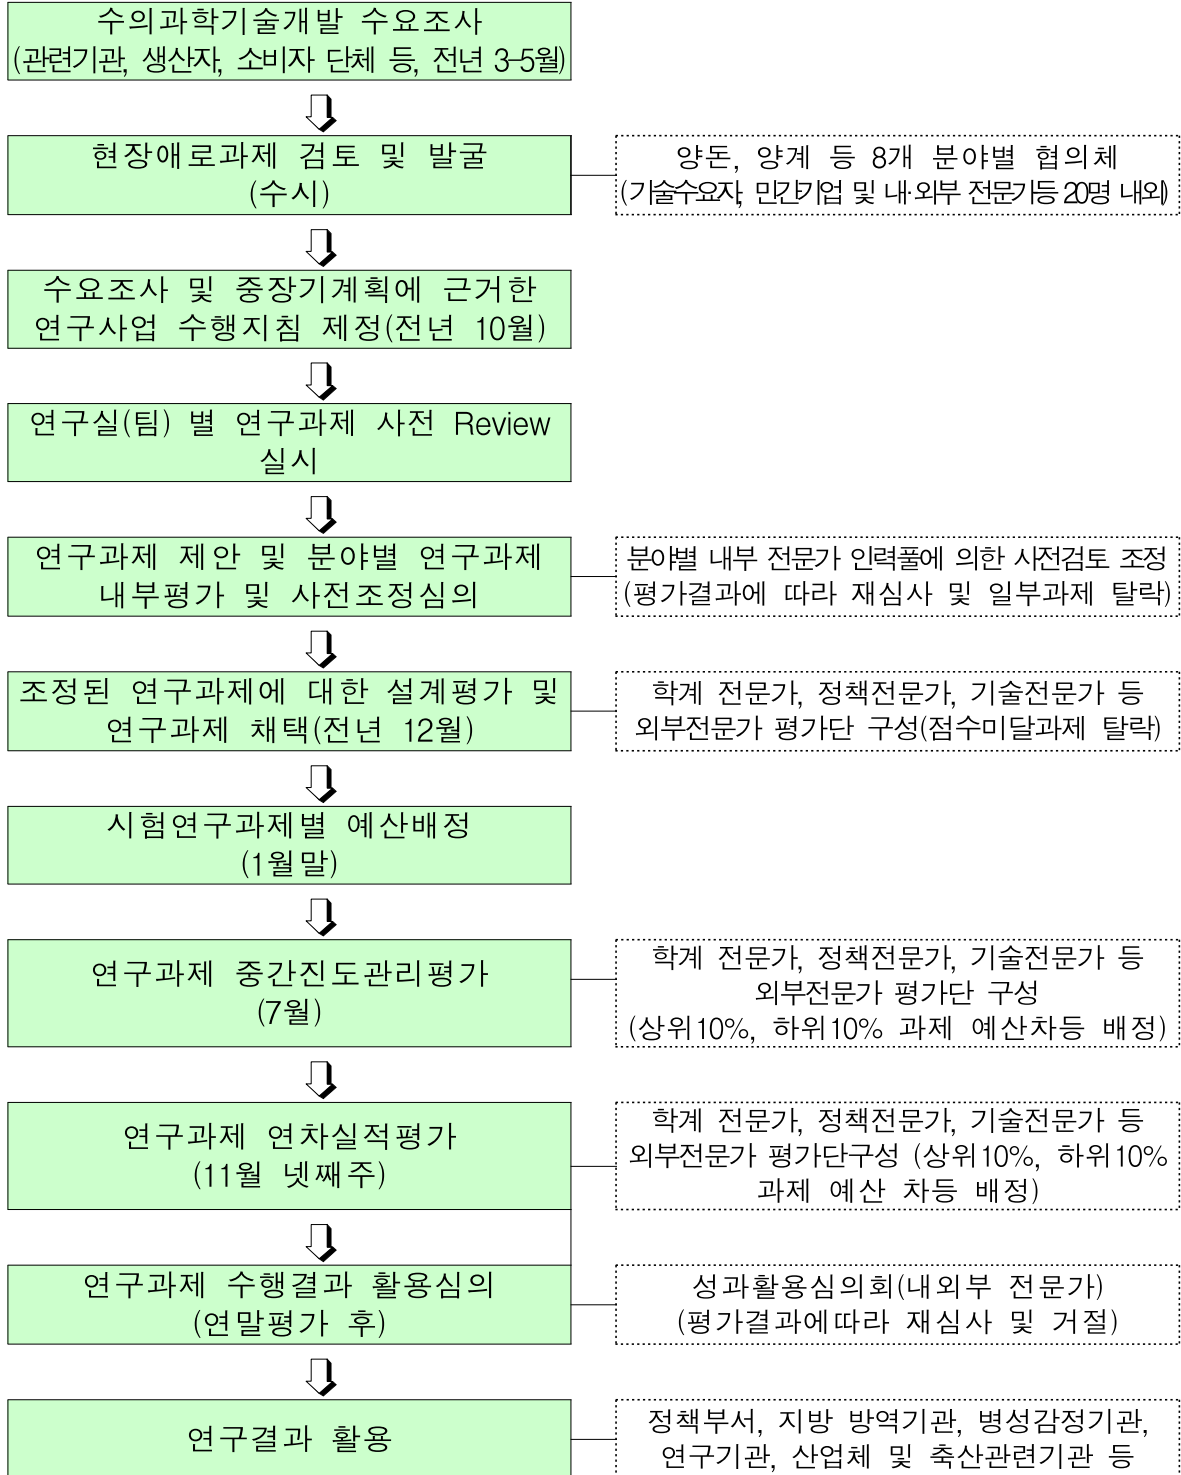 수의과학기술개발 수요조사
(관련기관, 생산자, 소비자 단체 등, 전년 3-5월)
현장애로과제 검토 및 발굴
(수시)
양돈, 양계 등 8개 분야별 협의체
(기술수요자, 민간기업 및 내·외부 전문가등 20명 내외)
수요조사 및 중장기계획에 근거한
연구사업 수행지침 제정(전년 10월)
연구실(팀) 별 연구과제 사전 Review
실시
연구과제 제안 및 분야별 연구과제
내부평가 및 사전조정심의
분야별 내부 전문가 인력풀에 의한 사전검토 조정
(평가결과에 따라 재심사 및 일부과제 탈락)
조정된 연구과제에 대한 설계평가 및
연구과제 채택(전년 12월)
학계 전문가, 정책전문가, 기술전문가 등
외부전문가 평가단 구성(점수미달과제 탈락)
시험연구과제별 예산배정
(1월말)
연구과제 중간진도관리평가
(7월)
학계 전문가, 정책전문가, 기술전문가 등
외부전문가 평가단 구성
(상위10%, 하위10% 과제 예산차등 배정)
연구과제 연차실적평가
(11월 넷째주)
학계 전문가, 정책전문가, 기술전문가 등
외부전문가 평가단구성 (상위10%, 하위10%
과제 예산 차등 배정)
연구과제 수행결과 활용심의
(연말평가 후)
성과활용심의회(내외부 전문가)
(평가결과에따라 재심사 및 거절)
연구결과 활용
정책부서, 지방 방역기관, 병성감정기관,
연구기관, 산업체 및 축산관련기관 등